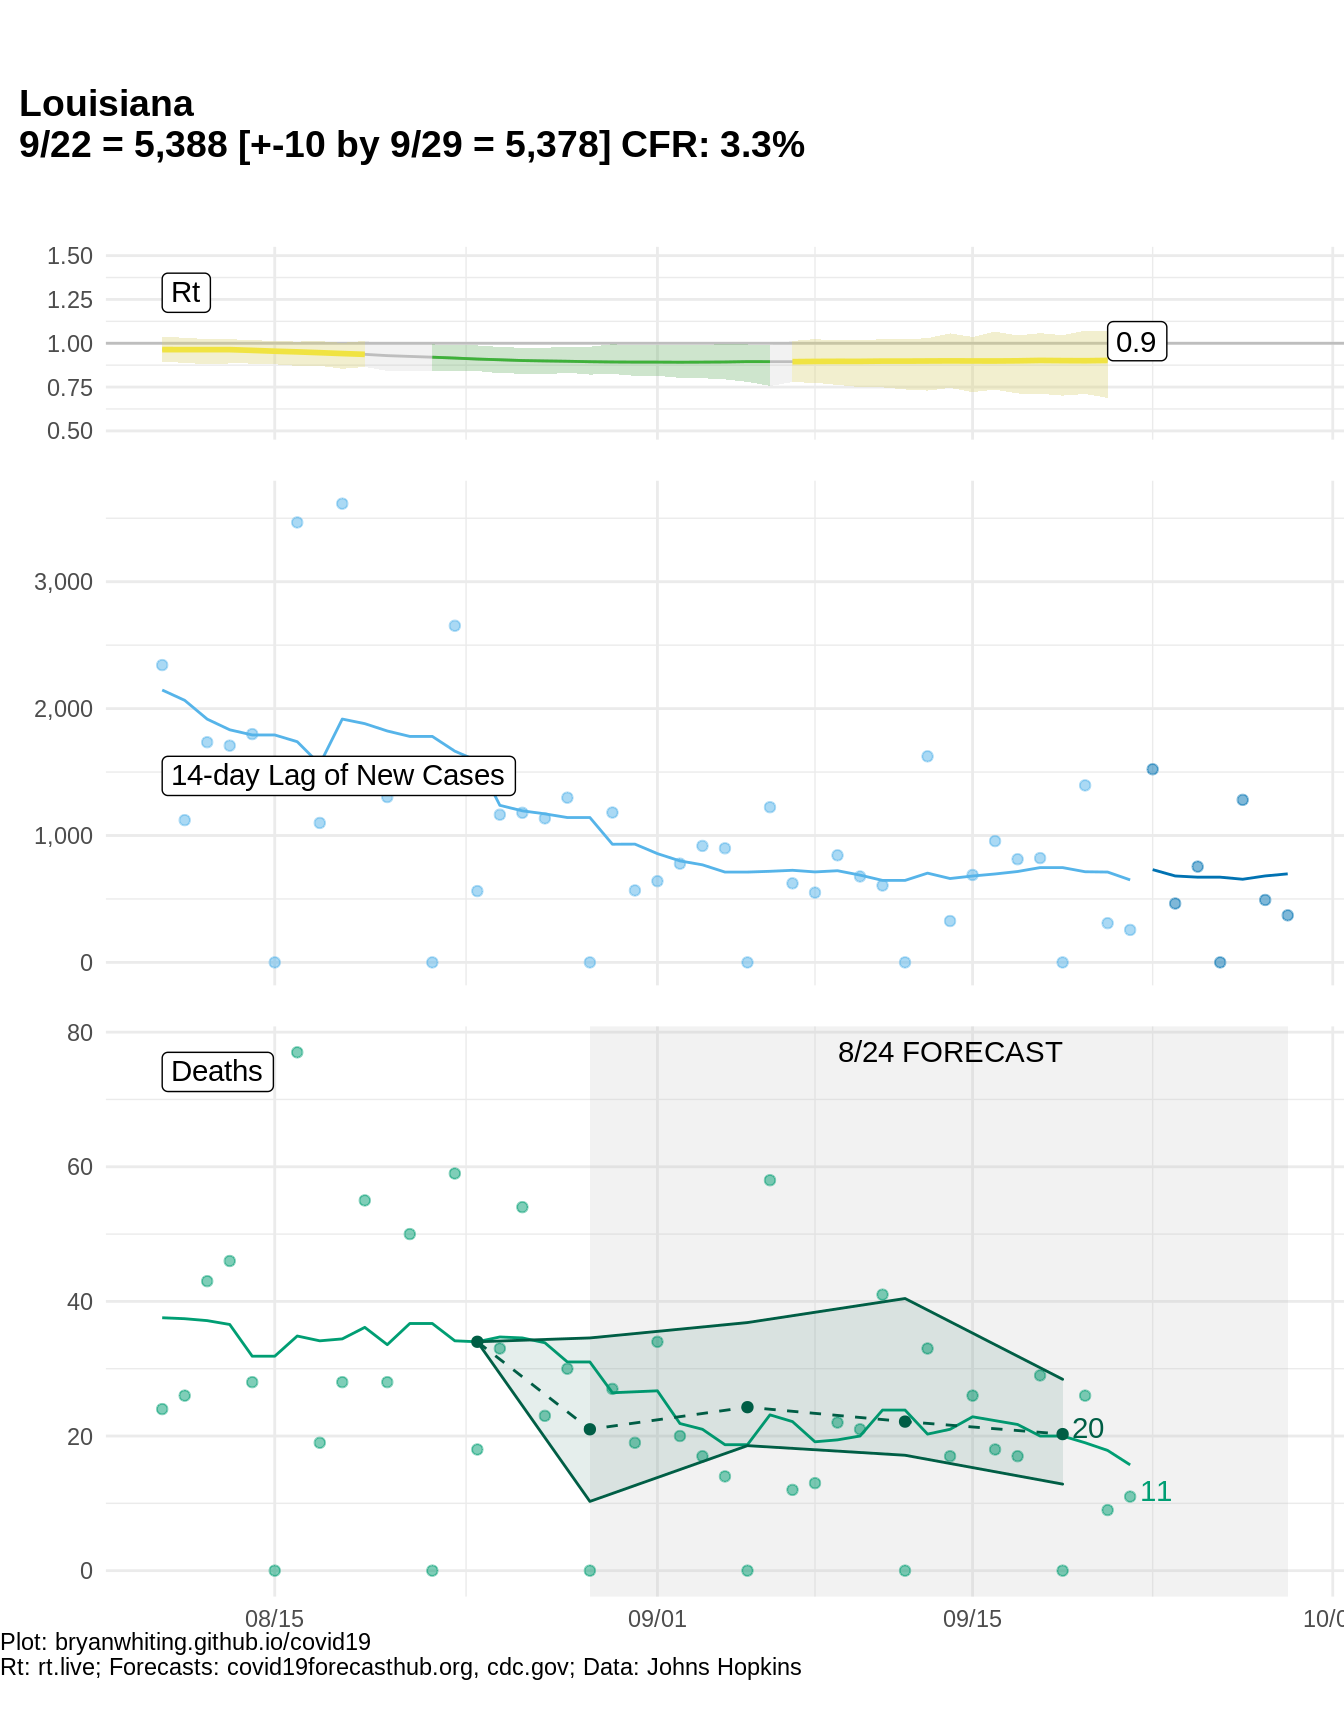 Louisiana
9/22 = 5,388 [+-10 by 9/29 = 5,378] CFR: 3.3%
1.50
1.25
1.00
0.75
0.50
Rt
0.9
3,000
2,000
1,000
0
14-day Lag of New Cases
80
60
40
20
0
Deaths
8/24 FORECAST
20
11
08/15
09/01
09/15
Plot: bryanwhiting.github.io/covid19
Rt: rt.live; Forecasts: covid19forecasthub.org, cdc.gov; Data: Johns Hopkins